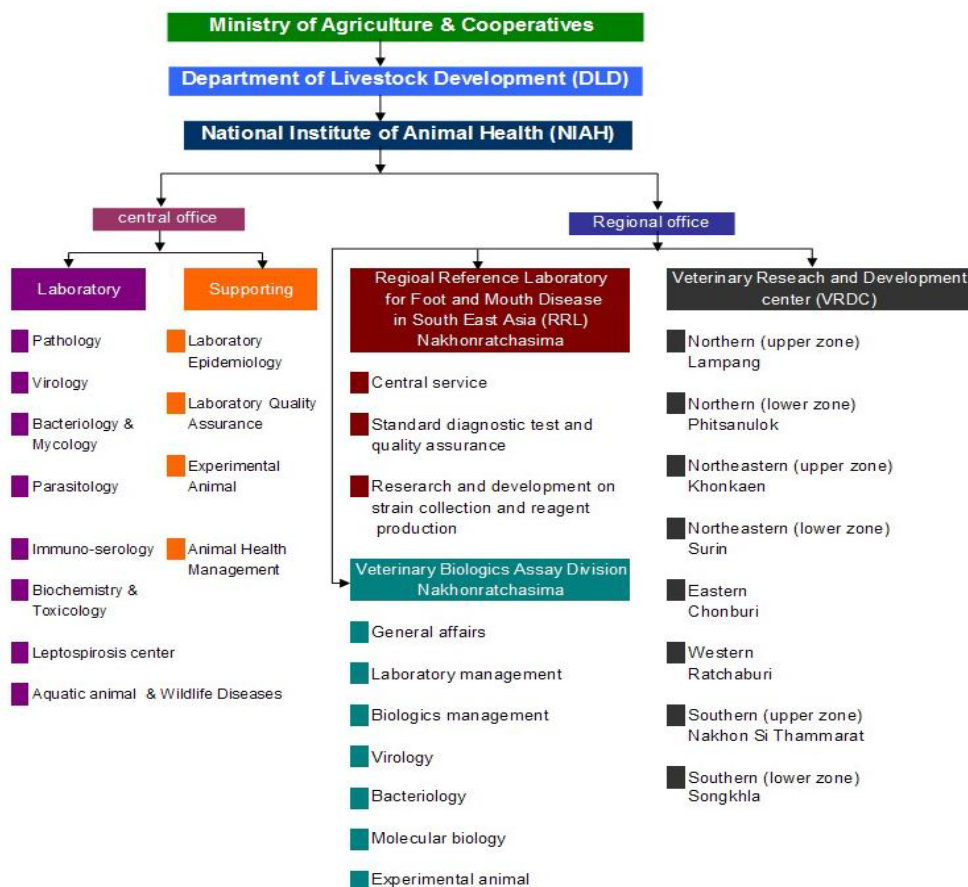 Ministry of Agriculture & Cooperatives
Department of Livestock Development (DLD)
National Institute of Animal Health (NIAH)
central office
Regional office
Laboratory
Pathology
Virology
Bacteriology &
Mycology
Parasitology
Immuno-serology
Biochemistry &
Toxicology
Leptospirosis center
Aquatic animal & Wildlife Diseases
Supporting
Laboratory
Epidemiology
Laboratory Quality
Assurance
Experimental
Animal
Animal Health
Management
Regioal Reference Laboratory
for Foot and Mouth Disease
in South East Asia (RRL)
Nakhonratchasima
Central service
Standard diagnostic test and
quality assurance
Reserarch and development on
strain collection and reagent
production
Veterinary Biologics Assay Division
Nakhonratchasima
General affairs
Laboratory management
Biologics management
Virology
Bacteriology
Molecular biology
Experimental animal
Veterinary Reseach and Development
center (VRDC)
Northern (upper zone)
Lampang
Northern (lower zone)
Phitsanulok
Northeastern (upper zone)
Khonkaen
Northeastern (lower zone)
Surin
Eastern
Chonburi
Western
Ratchaburi
Southern (upper zone)
Nakhon Si Thammarat
Southern (lower zone)
Songkhla